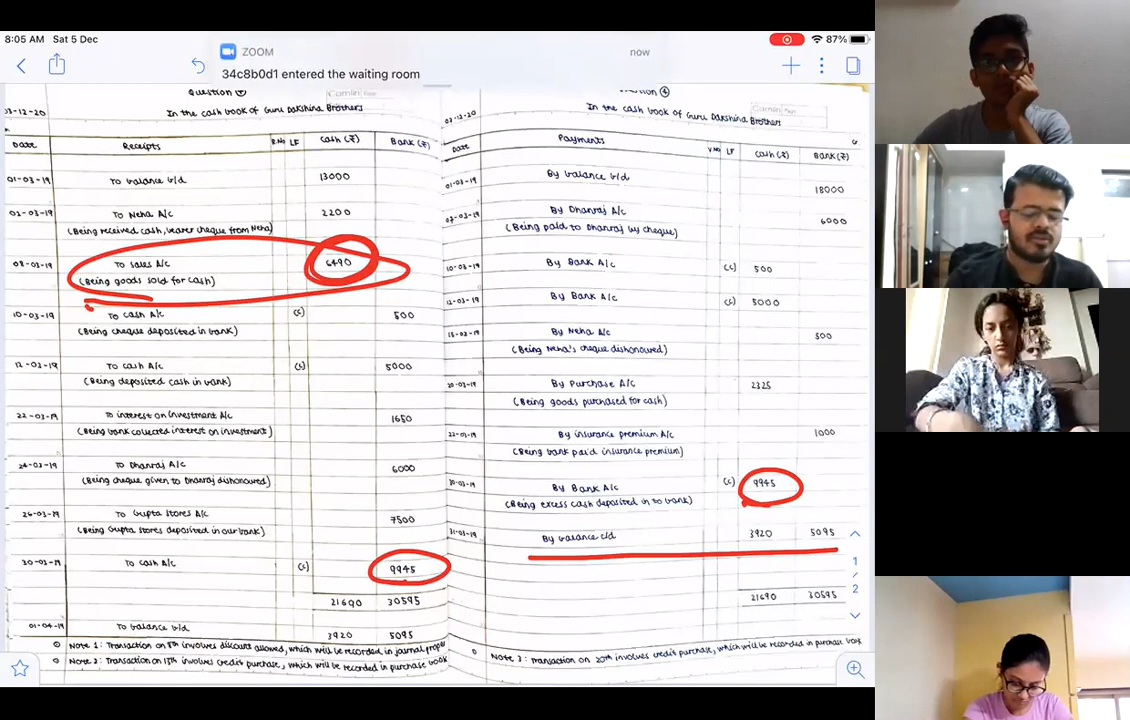 8:05 AM Sat 5 Dec
87%
ZOOM
now
34c8b0d1 entered the waiting room
Question
Camlin
03-12-20
In the cash book of Guru Dakshina Brothers
Date
Receipts
R.No
LF
Cash (₹)
Bank (₹)
01-03-19
To balance b/d
13000
02-03-19
To Neha A/c
2200
(Being received cash, bearer cheque from Neha)
08-03-19
To Sales A/c
6490
(Being goods sold for cash)
10-03-19
To cash A/c
(c)
500
(Being cheque deposited in bank)
12-03-19
To cash A/c
(c)
5000
(Being deposited cash in bank)
22-03-19
To interest on investment A/c
1650
(Being bank collected interest on investment)
24-03-19
To Dhanraj A/c
6000
(Being cheque given to Dhanraj dishonoured)
26-03-19
To Gupta Stores A/c
7500
(Being Gupta stores deposited in our bank)
30-03-19
To cash A/c
(c)
9945
21690
30595
01-04-19
To balance b/d
3920
5095
Note 1 : Transaction on 8th involves discount allowed, which will be recorded in journal proper
Note 2 : Transaction on 15th involves credit purchase, which will be recorded in purchase book
Camlin
03-12-20
In the cash book of Guru Dakshina Brothers
Date
Payments
V.No
LF
Cash (₹)
Bank (₹)
01-03-19
By balance b/d
18000
07-03-19
By Dhanraj A/c
6000
(Being paid to Dhanraj by cheque)
10-03-19
By Bank A/c
(c)
500
12-03-19
By Bank A/c
(c)
5000
15-03-19
By Neha A/c
500
(Being Neha's cheque dishonoured)
20-03-19
By Purchase A/c
2325
(Being goods purchased for cash)
22-03-19
By insurance premium A/c
1000
(Being bank paid insurance premium)
30-03-19
By Bank A/c
(c)
9945
(Being excess cash deposited in to bank)
31-03-19
By balance c/d
3920
5095
21690
30595
Note 3 : Transaction on 20th involves credit purchase, which will be recorded in purchase book
1
/
2